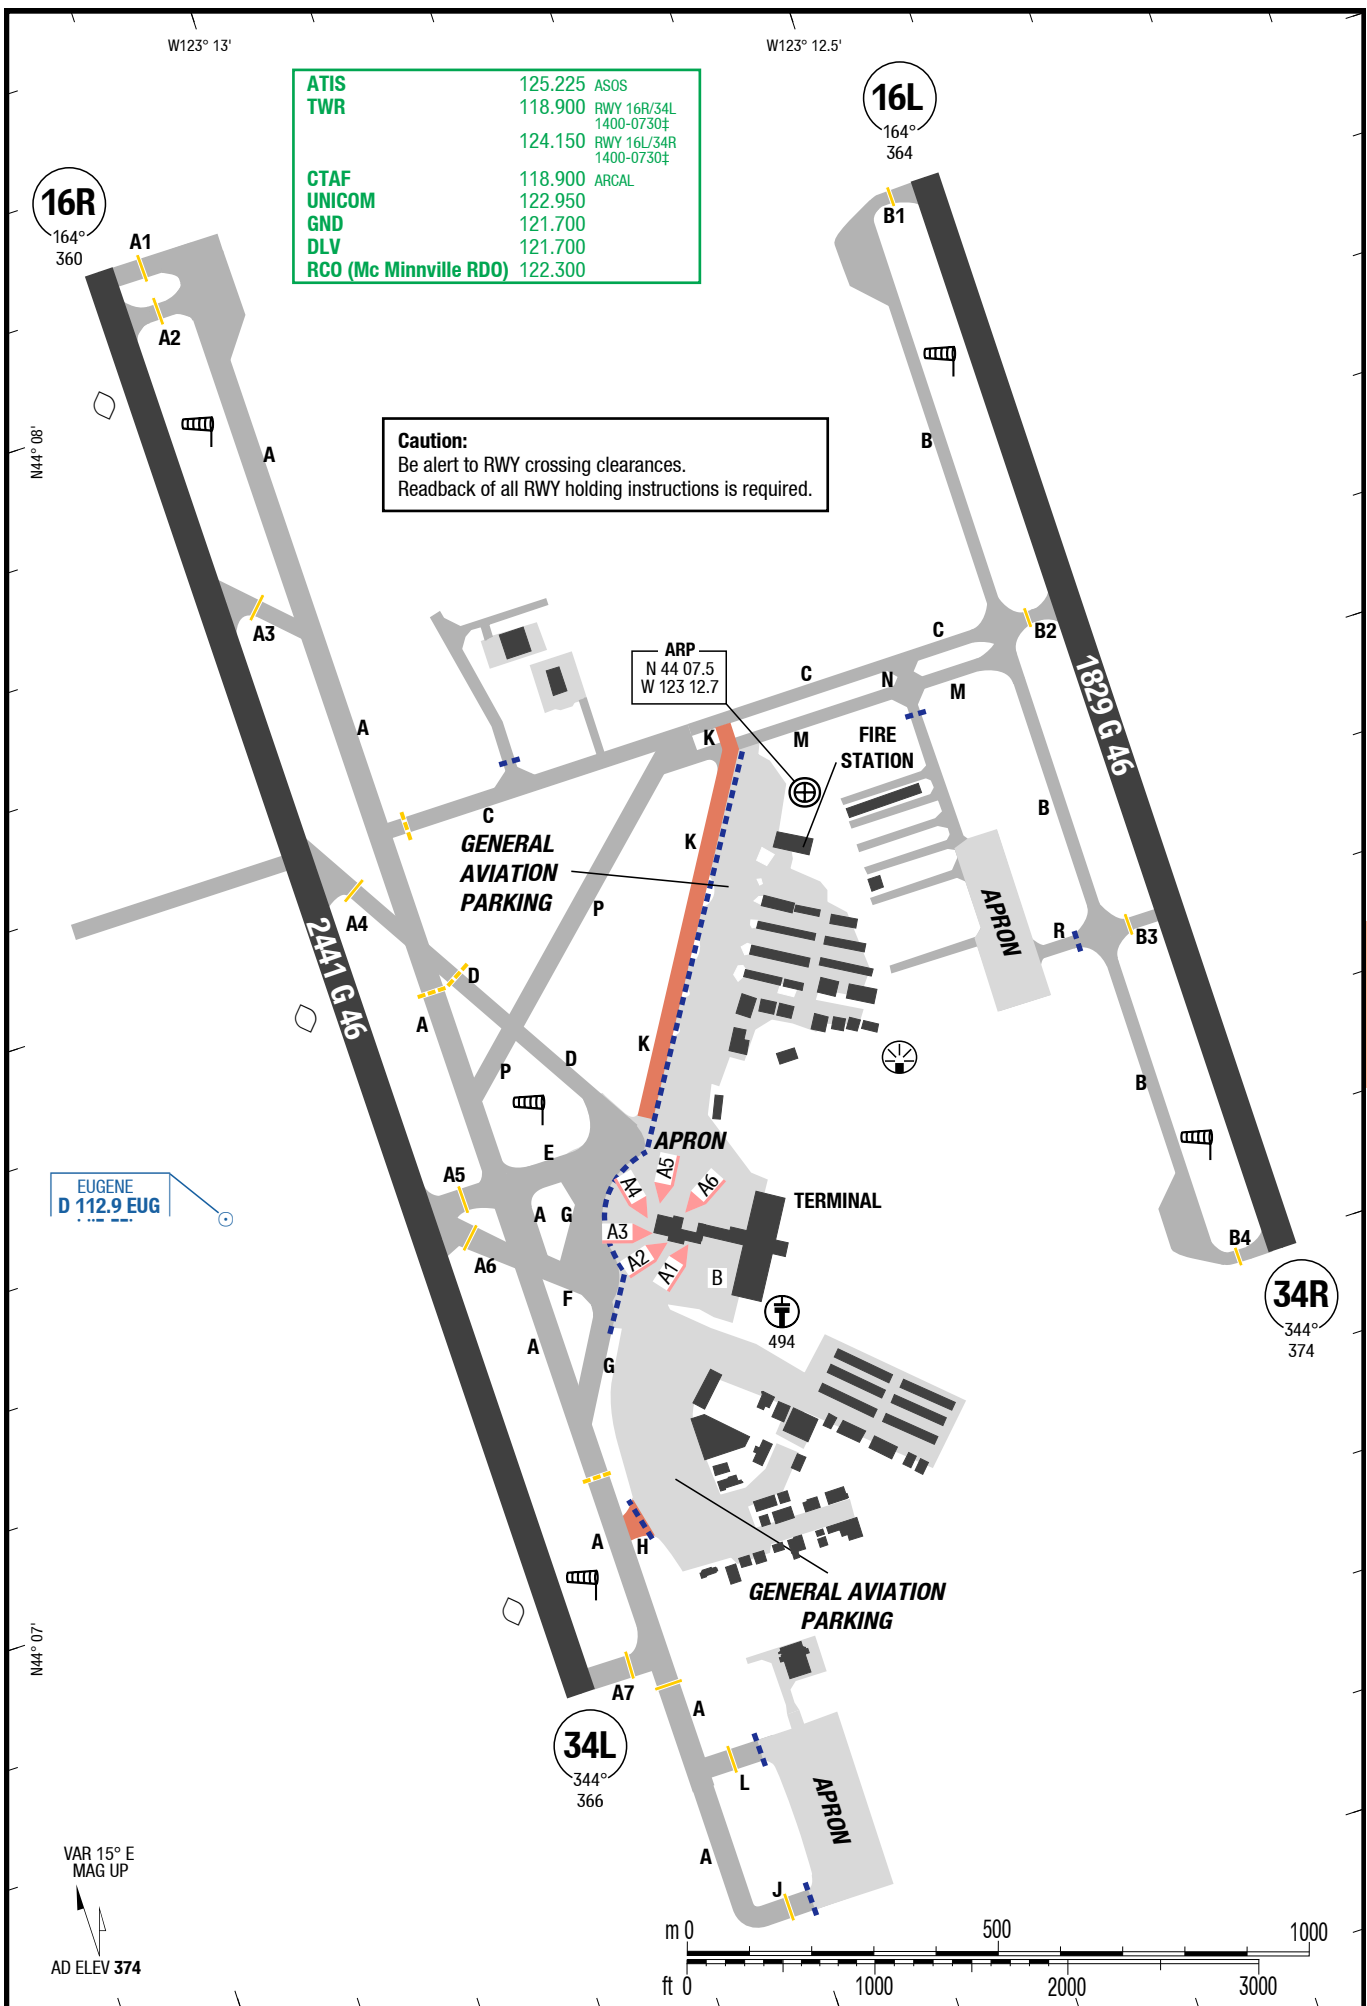 W123° 13'
W123° 12.5'
ATIS 125.225 ASOS
TWR 118.900 RWY 16R/34L
1400-0730‡
124.150 RWY 16L/34R
1400-0730‡
CTAF 118.900 ARCAL
UNICOM 122.950
GND 121.700
DLV 121.700
RCO (Mc Minnville RDO) 122.300
16L
164°
364
16R
164°
360
A1
B1
A2
N44° 08'
A
B
Caution:
Be alert to RWY crossing clearances.
Readback of all RWY holding instructions is required.
A3
C
B2
ARP
N 44 07.5
W 123 12.7
C
N
M
A
K
M
FIRE
STATION
1829 G 46
C
B
GENERAL
AVIATION
PARKING
K
P
A4
APRON
R
B3
2441 G 46
D
A
K
D
P
B
E
APRON
A5
A5
A4
A6
EUGENE
D 112.9 EUG
TERMINAL
A
G
A3
A2
A1
B
A6
B4
F
34R
344°
374
A
494
G
A
H
GENERAL AVIATION
PARKING
N44° 07'
A7
A
34L
344°
366
L
APRON
A
J
VAR 15° E
MAG UP
AD ELEV 374
m 0 500 1000
ft 0 1000 2000 3000